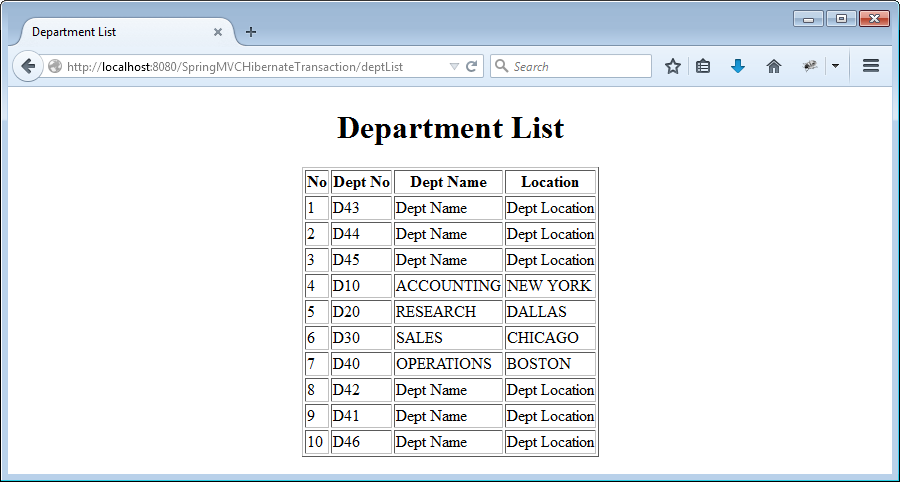 Department List
http://localhost:8080/SpringMVCHibernateTransaction/deptList
Search
Department List
No Dept No Dept Name Location
1 D43 Dept Name Dept Location
2 D44 Dept Name Dept Location
3 D45 Dept Name Dept Location
4 D10 ACCOUNTING NEW YORK
5 D20 RESEARCH DALLAS
6 D30 SALES CHICAGO
7 D40 OPERATIONS BOSTON
8 D42 Dept Name Dept Location
9 D41 Dept Name Dept Location
10 D46 Dept Name Dept Location